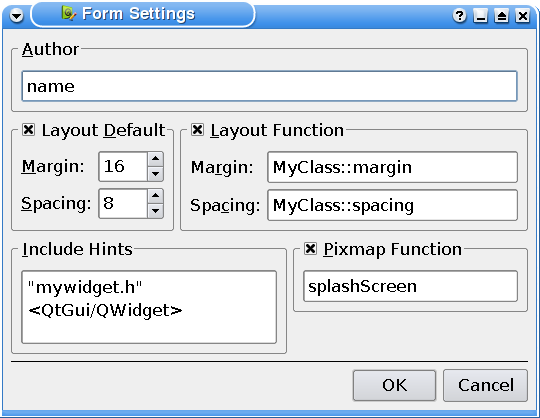 Form Settings
?
Author
name
Layout Default
Margin: 16
Spacing: 8
Layout Function
Margin: MyClass::margin
Spacing: MyClass::spacing
Include Hints
"mywidget.h"
<QtGui/QWidget>
Pixmap Function
splashScreen
OK Cancel